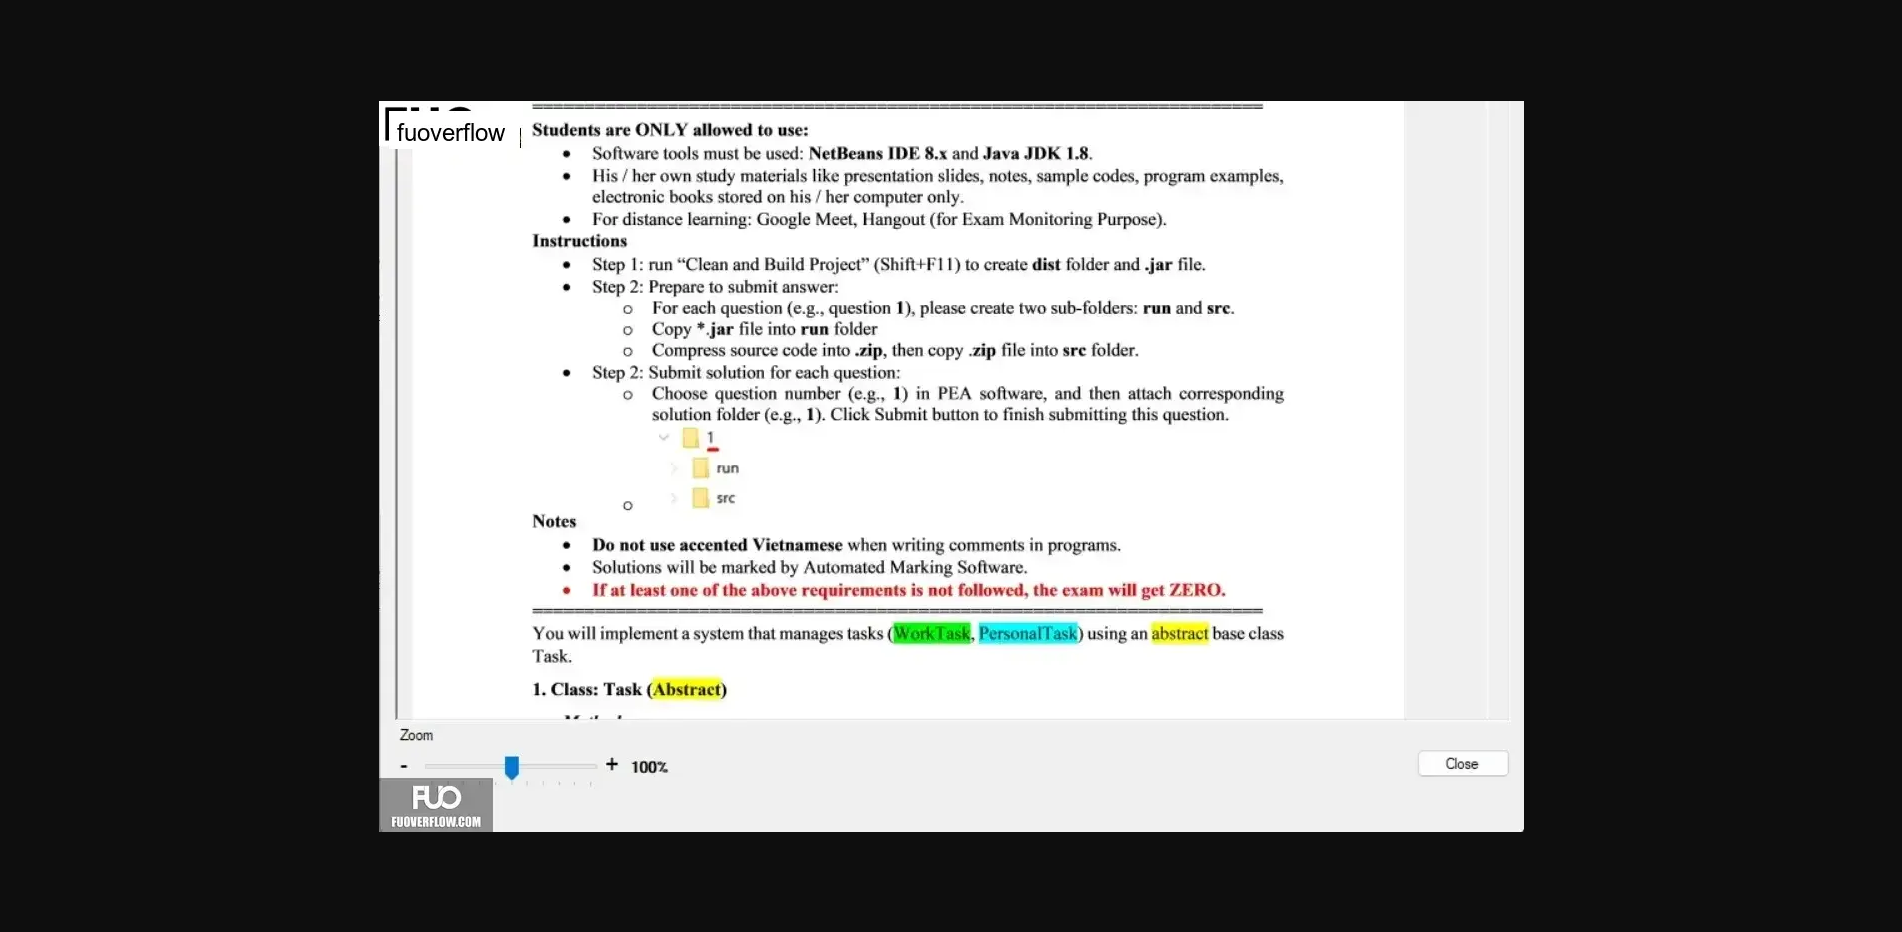 fuoverflow
Students are ONLY allowed to use:
• Software tools must be used: NetBeans IDE 8.x and Java JDK 1.8.
• His / her own study materials like presentation slides, notes, sample codes, program examples,
electronic books stored on his / her computer only.
• For distance learning: Google Meet, Hangout (for Exam Monitoring Purpose).
Instructions
• Step 1: run “Clean and Build Project” (Shift+F11) to create dist folder and .jar file.
• Step 2: Prepare to submit answer:
o For each question (e.g., question 1), please create two sub-folders: run and src.
o Copy *.jar file into run folder
o Compress source code into .zip, then copy .zip file into src folder.
• Step 2: Submit solution for each question:
o Choose question number (e.g., 1) in PEA software, and then attach corresponding
solution folder (e.g., 1). Click Submit button to finish submitting this question.
1
run
o src
Notes
• Do not use accented Vietnamese when writing comments in programs.
• Solutions will be marked by Automated Marking Software.
• If at least one of the above requirements is not followed, the exam will get ZERO.
You will implement a system that manages tasks (WorkTask, PersonalTask) using an abstract base class
Task.
1. Class: Task (Abstract)
Zoom
- + 100%
Close
FUO
FUOVERFLOW.COM